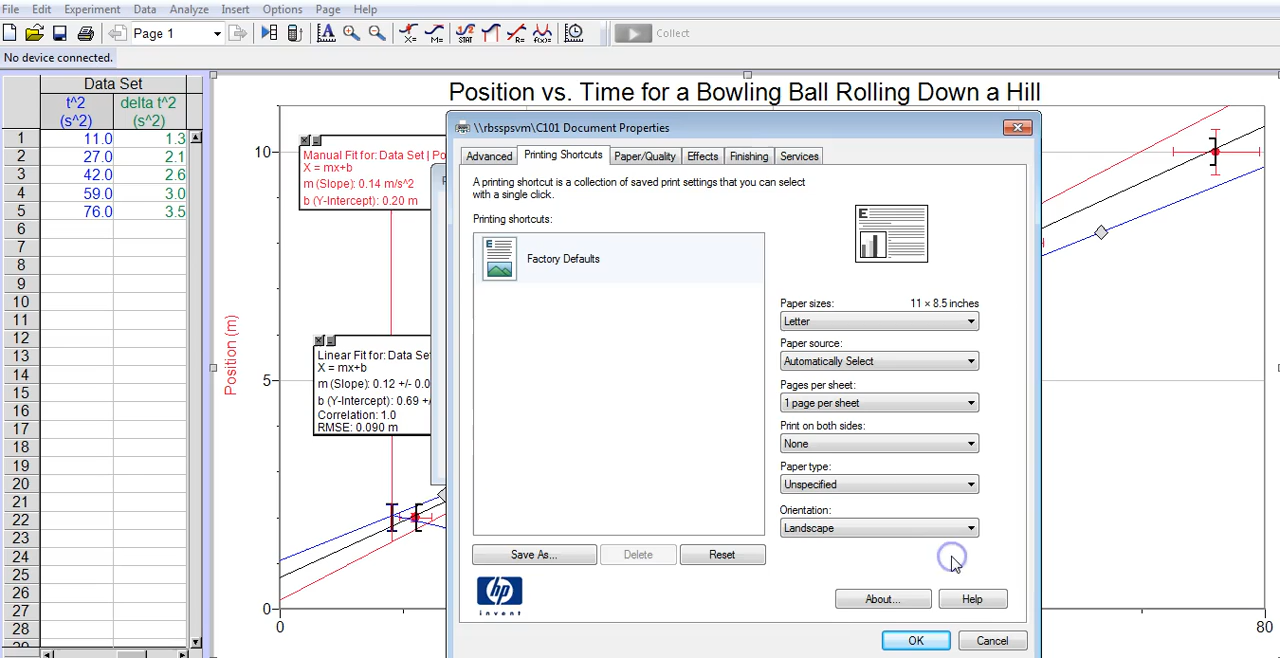 File Edit Experiment Data Analyze Insert Options Page Help
Page 1
Collect
No device connected.
Data Set
t^2 delta t^2
(s^2) (s^2)
1 11.0 1.3
2 27.0 2.1
3 42.0 2.6
4 59.0 3.0
5 76.0 3.5
6
7
8
9
10
11
12
13
14
15
16
17
18
19
20
21
22
23
24
25
26
27
28
Position vs. Time for a Bowling Ball Rolling Down a Hill
Position (m)
10
5
0
0
80
Manual Fit for: Data Set | Po
X = mx+b
m (Slope): 0.14 m/s^2
b (Y-Intercept): 0.20 m
Linear Fit for: Data Set
X = mx+b
m (Slope): 0.12 +/- 0.0
b (Y-Intercept): 0.69 +/
Correlation: 1.0
RMSE: 0.090 m
\\rbsspsvm\C101 Document Properties
Advanced Printing Shortcuts Paper/Quality Effects Finishing Services
A printing shortcut is a collection of saved print settings that you can select
with a single click.
Printing shortcuts:
Factory Defaults
Paper sizes: 11 × 8.5 inches
Letter
Paper source:
Automatically Select
Pages per sheet:
1 page per sheet
Print on both sides:
None
Paper type:
Unspecified
Orientation:
Landscape
Save As... Delete Reset
hp
invent
About... Help
OK Cancel